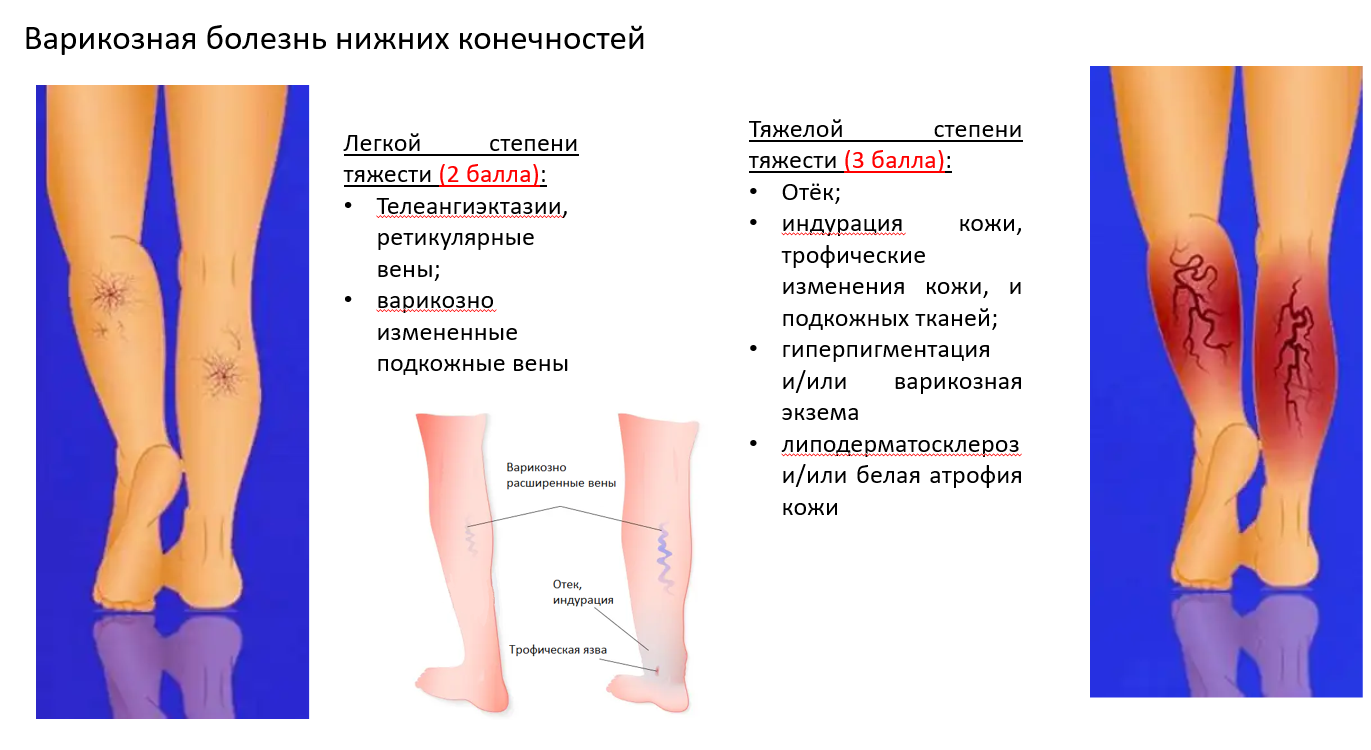 Варикозная болезнь нижних конечностей
Легкой степени
тяжести (2 балла):
• Телеангиэктазии,
ретикулярные
вены;
• варикозно
измененные
подкожные вены
Варикозно
расширенные вены
Отек,
индурация
Трофическая язва
Тяжелой степени
тяжести (3 балла):
• Отёк;
• индурация кожи,
трофические
изменения кожи, и
подкожных тканей;
• гиперпигментация
и/или варикозная
экзема
• липодерматосклероз
и/или белая атрофия
кожи